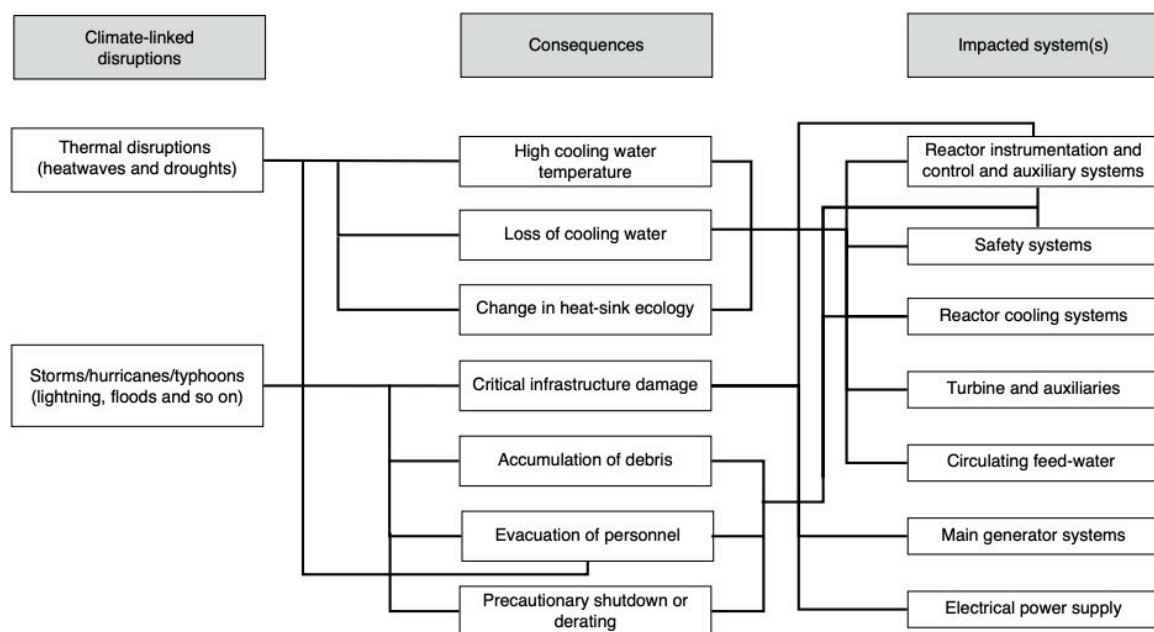 Climate-linked
disruptions
Consequences
Impacted system(s)
Thermal disruptions
(heatwaves and droughts)
High cooling water
temperature
Reactor instrumentation and
control and auxiliary systems
Loss of cooling water
Safety systems
Change in heat-sink ecology
Reactor cooling systems
Storms/hurricanes/typhoons
(lightning, floods and so on)
Critical infrastructure damage
Turbine and auxiliaries
Accumulation of debris
Circulating feed-water
Evacuation of personnel
Main generator systems
Precautionary shutdown or
derating
Electrical power supply